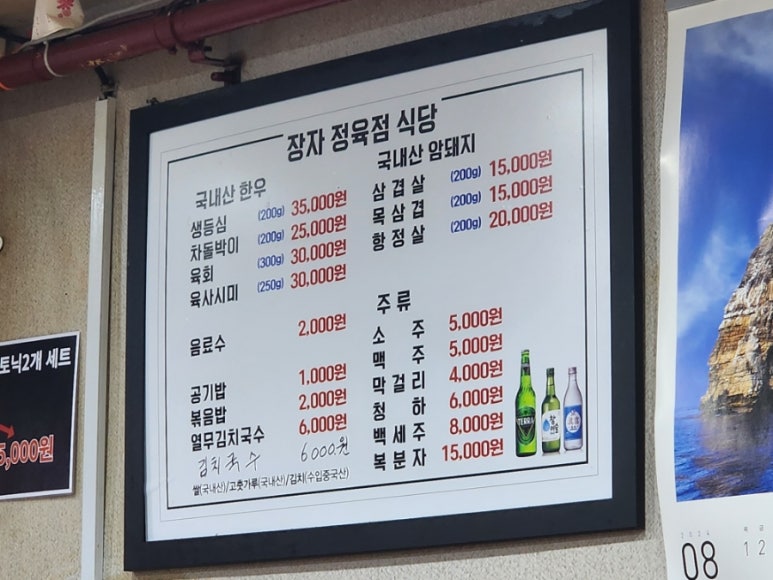 장자 정육점 식당
국내산 한우
생등심 (200g) 35,000원
차돌박이 (200g) 25,000원
육회 (300g) 30,000원
육사시미 (250g) 30,000원
음료수 2,000원
공기밥 1,000원
볶음밥 2,000원
열무김치국수 6,000원
김치국수 6000원
쌀(국내산)/고춧가루(국내산)/김치(수입중국산)
국내산 암돼지
삼겹살 (200g) 15,000원
목삼겹 (200g) 15,000원
항정살 (200g) 20,000원
주류
소주 5,000원
맥주 5,000원
막걸리 4,000원
청하 6,000원
백세주 8,000원
복분자 15,000원
TERRA
토닉2개 세트
5,000원
2024
08
목 금
1 2